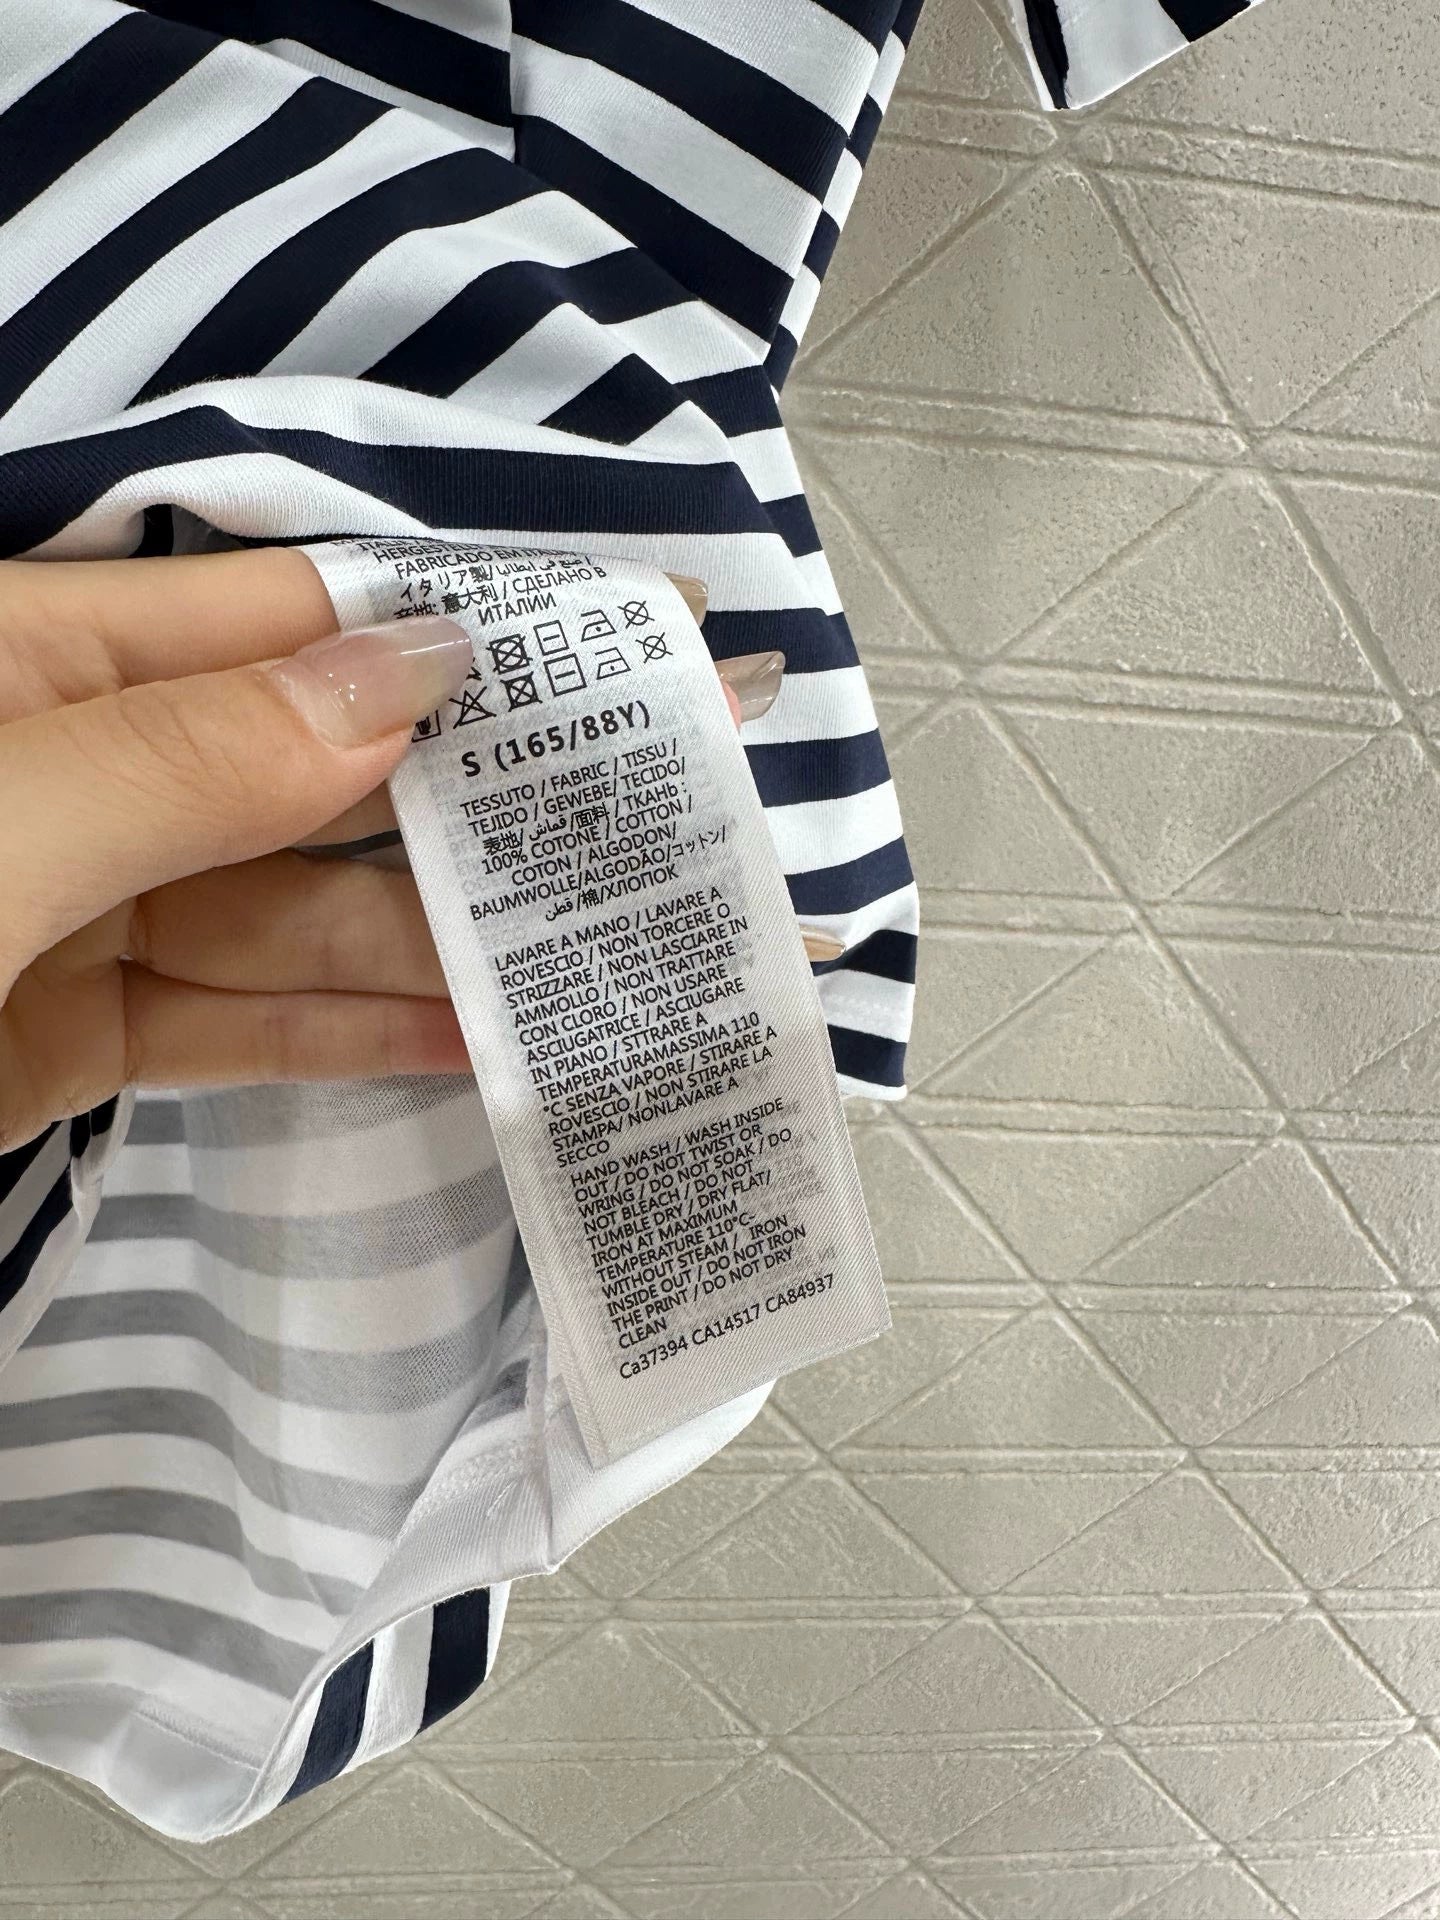 HERGESTELL
FABRICADO EM ITALIA
イタリア製/ صنع في إيطاليا /
产地: 意大利 / СДЕЛАНО В
ИТАЛИИ
S (165/88Y)
TESSUTO / FABRIC / TISSU /
TEJIDO / GEWEBE/ TECIDO/
表地/ قماش /面料 / ТКАНЬ :
100% COTONE / COTTON /
COTON / ALGODON/
BAUMWOLLE/ALGODÃO/コットン/
قطن /棉/ХЛОПОК
LAVARE A MANO / LAVARE A
ROVESCIO / NON TORCERE O
STRIZZARE / NON LASCIARE IN
AMMOLLO / NON TRATTARE
CON CLORO / NON USARE
ASCIUGATRICE / ASCIUGARE
IN PIANO / STTRARE A
TEMPERATURAMASSIMA 110
°C SENZA VAPORE / STIRARE A
ROVESCIO / NON STIRARE LA
STAMPA/ NONLAVARE A
SECCO
HAND WASH / WASH INSIDE
OUT / DO NOT TWIST OR
WRING / DO NOT SOAK / DO
NOT BLEACH / DO NOT
TUMBLE DRY / DRY FLAT/
IRON AT MAXIMUM
TEMPERATURE 110°C-
WITHOUT STEAM / IRON
INSIDE OUT / DO NOT IRON
THE PRINT / DO NOT DRY
CLEAN
Ca37394 CA14517 CA84937